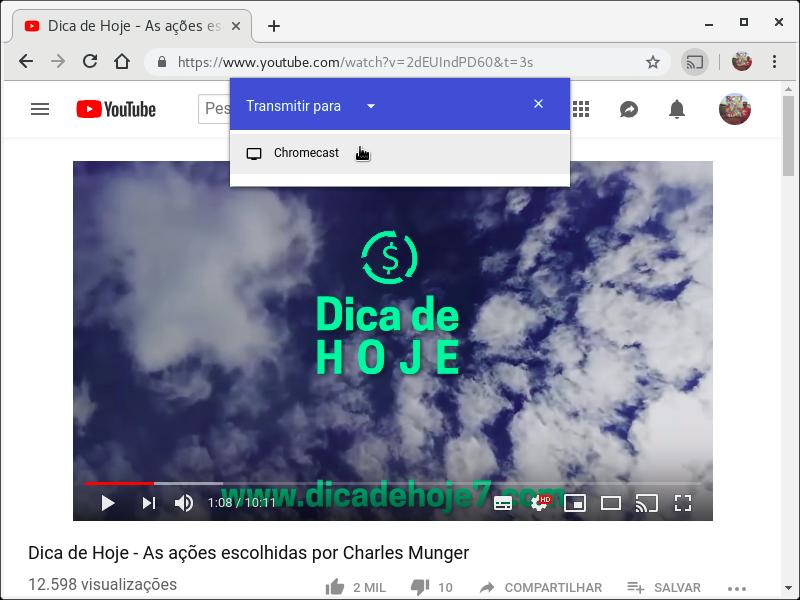 Dica de Hoje - As ações es
https://www.youtube.com/watch?v=2dEUIndPD60&t=3s
YouTube
Pes
Transmitir para
Chromecast
$
Dica de
HOJE
www.dicadehoje7.com
1:08 / 10:11
HD
Dica de Hoje - As ações escolhidas por Charles Munger
12.598 visualizações
2 MIL
10
COMPARTILHAR
SALVAR